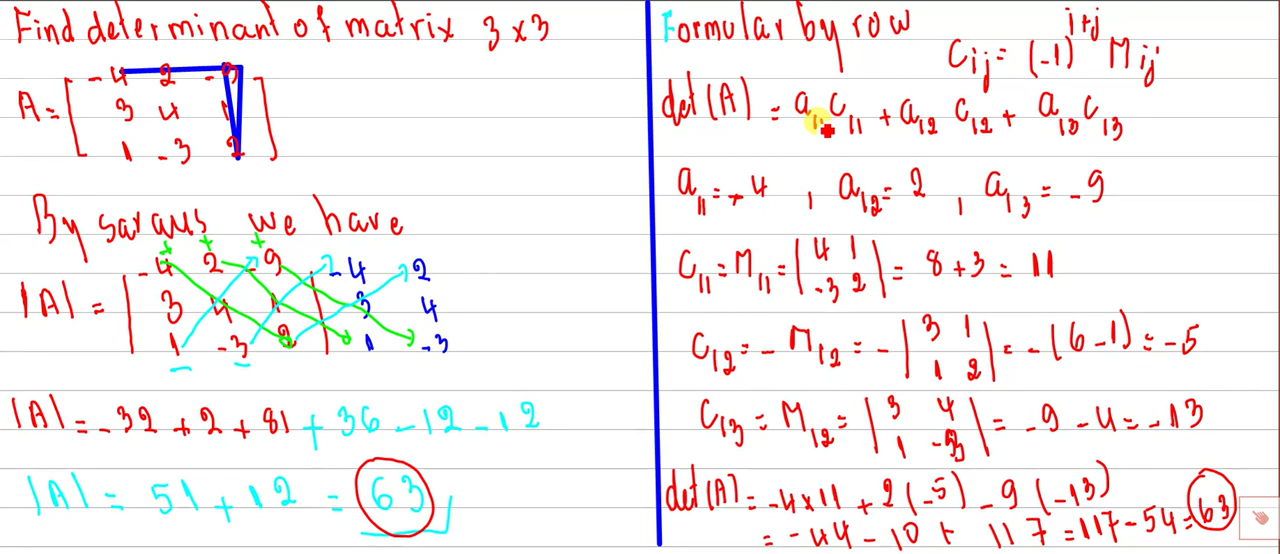 Find determinant of matrix 3x3
A = [ -4 2 -9
3 4 1
1 -3 2 ]
By saraus we have
+ + +
|A| = | -4 2 -9 | -4 2
3 4 1 3 4
1 -3 2 1 -3
|A| = -32 + 2 + 81 + 36 - 12 - 12
|A| = 51 + 12 = 63
Formular by row
Cij = (-1)^i+j Mij
det(A) = a11 C11 + a12 C12 + a13 C13
a11 = -4 , a12 = 2 , a13 = -9
C11 = M11 = | 4 1 -3 2 | = 8 + 3 = 11
C12 = - M12 = - | 3 1 1 2 | = -(6 - 1) = -5
C13 = M12 = | 3 4 1 -3 | = -9 - 4 = -13
det(A) = -4 x 11 + 2 (-5) - 9 (-13)
= -44 - 10 + 117 = 117 - 54 = 63